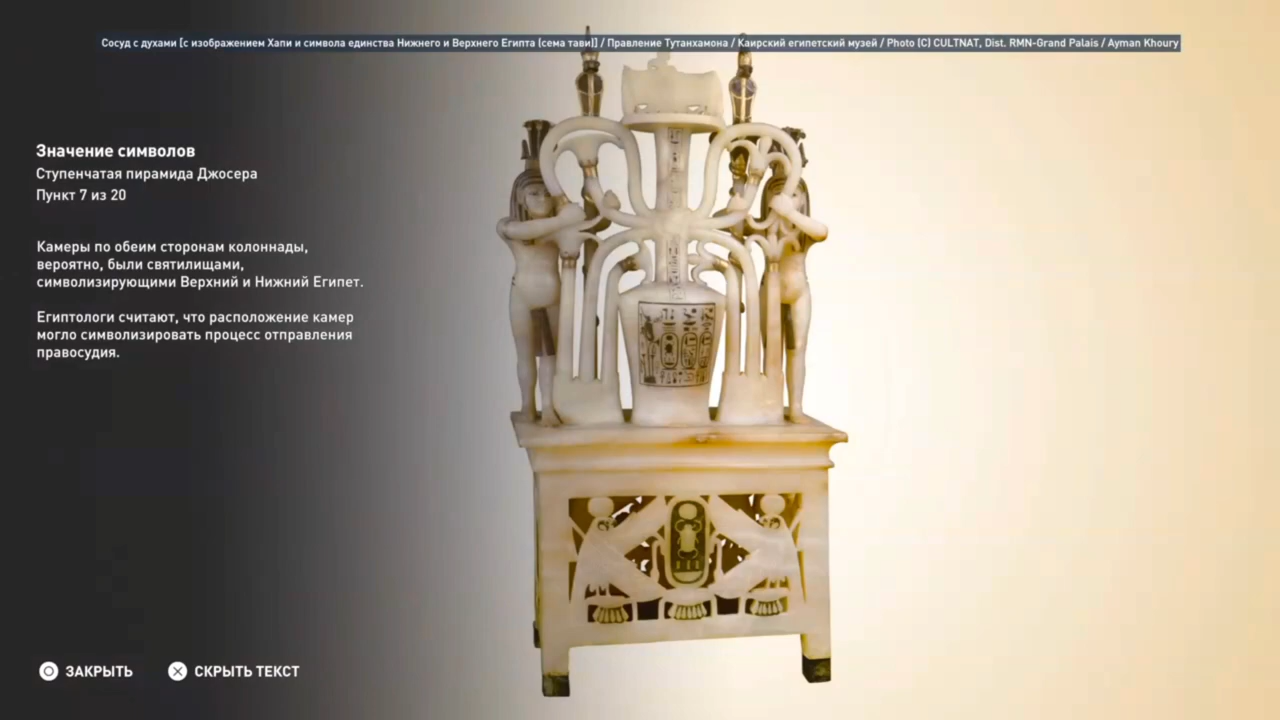 Сосуд с духами [с изображением Хапи и символа единства Нижнего и Верхнего Египта (сема тави)] / Правление Тутанхамона / Каирский египетский музей / Photo (C) CULTNAT, Dist. RMN-Grand Palais / Ayman Khoury
Значение символов
Ступенчатая пирамида Джосера
Пункт 7 из 20
Камеры по обеим сторонам колоннады,
вероятно, были святилищами,
символизирующими Верхний и Нижний Египет.
Египтологи считают, что расположение камер
могло символизировать процесс отправления
правосудия.
ЗАКРЫТЬ
СКРЫТЬ ТЕКСТ